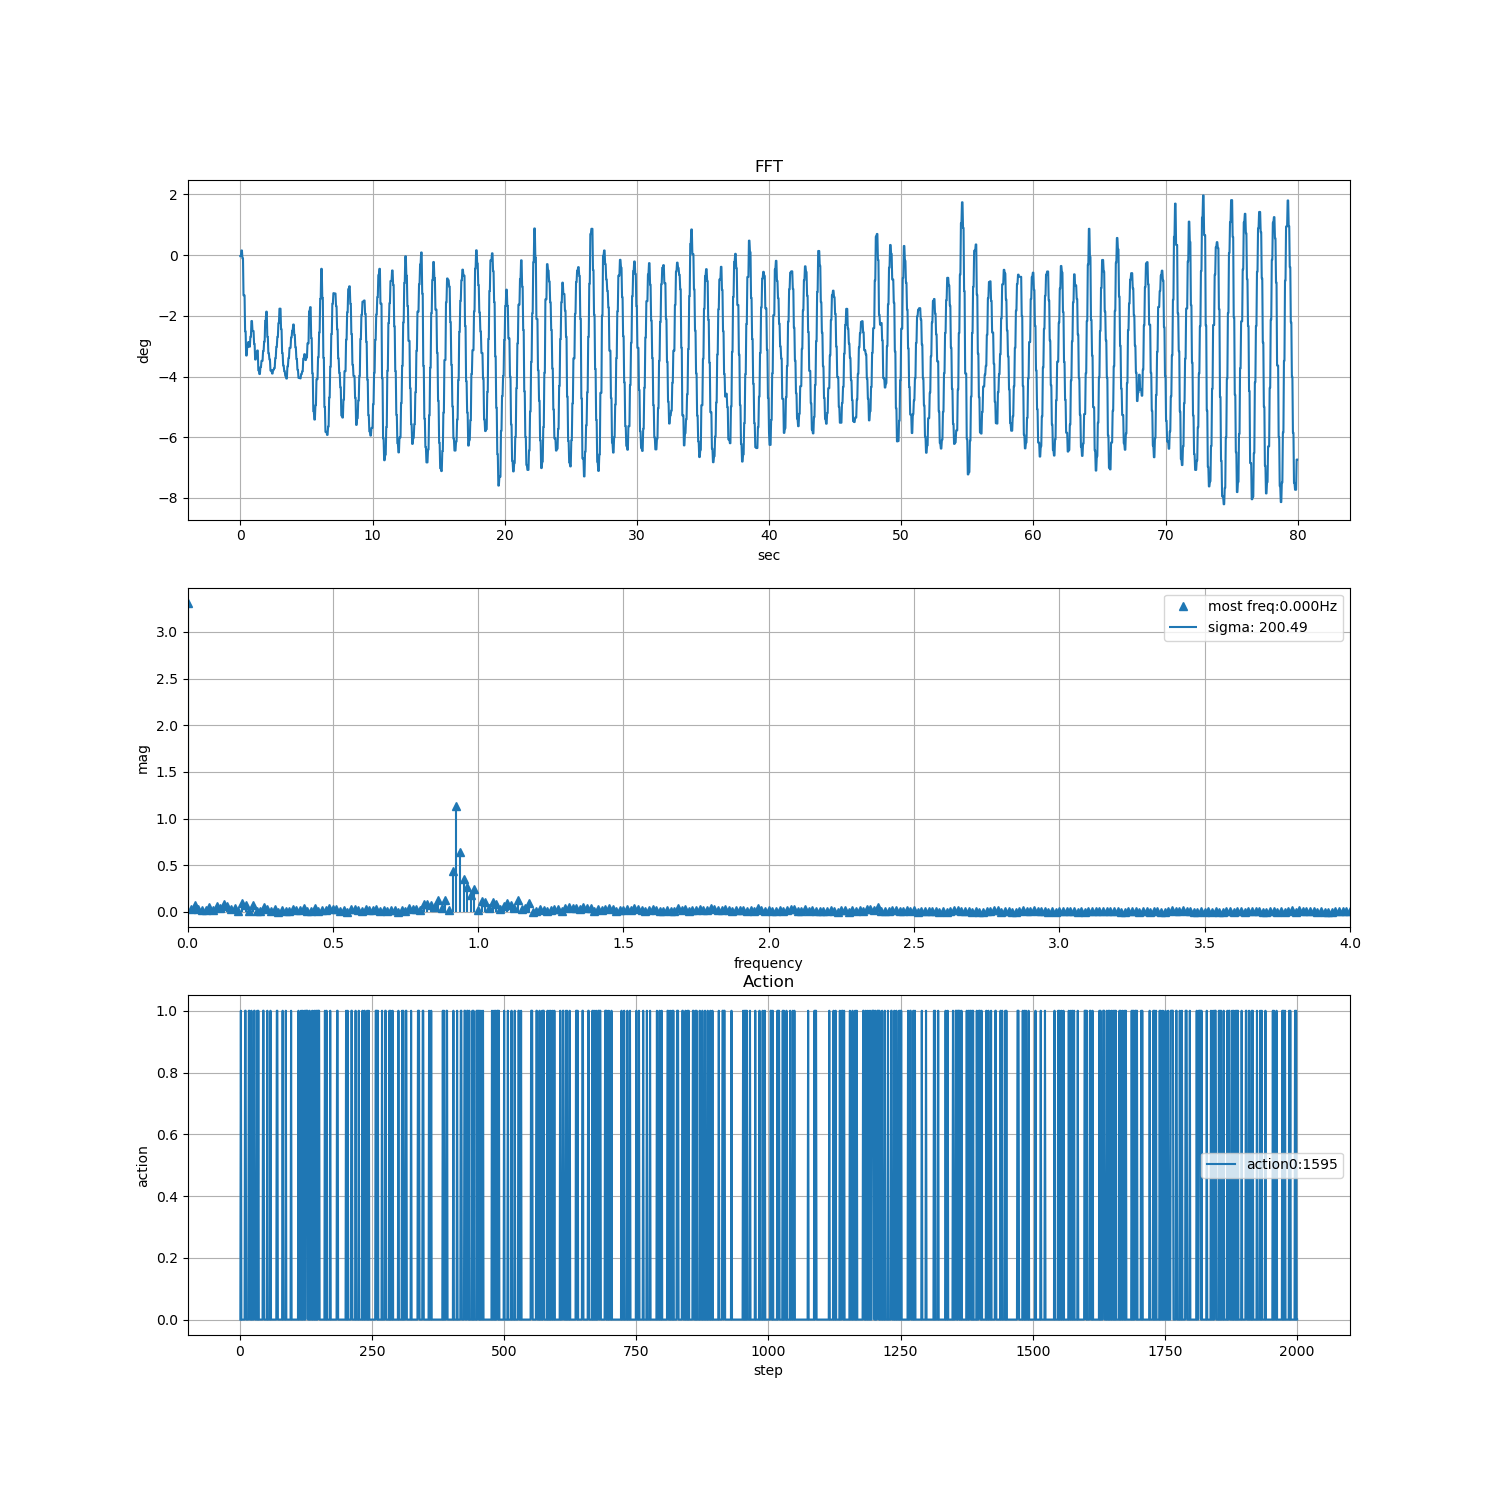 FFT
2
0
−2
−4
−6
−8
deg
0 10 20 30 40 50 60 70 80
sec
most freq:0.000Hz
sigma: 200.49
3.0
2.5
2.0
1.5
1.0
0.5
0.0
mag
0.0 0.5 1.0 1.5 2.0 2.5 3.0 3.5 4.0
frequency
Action
1.0
0.8
0.6
0.4
0.2
0.0
action
action0:1595
0 250 500 750 1000 1250 1500 1750 2000
step